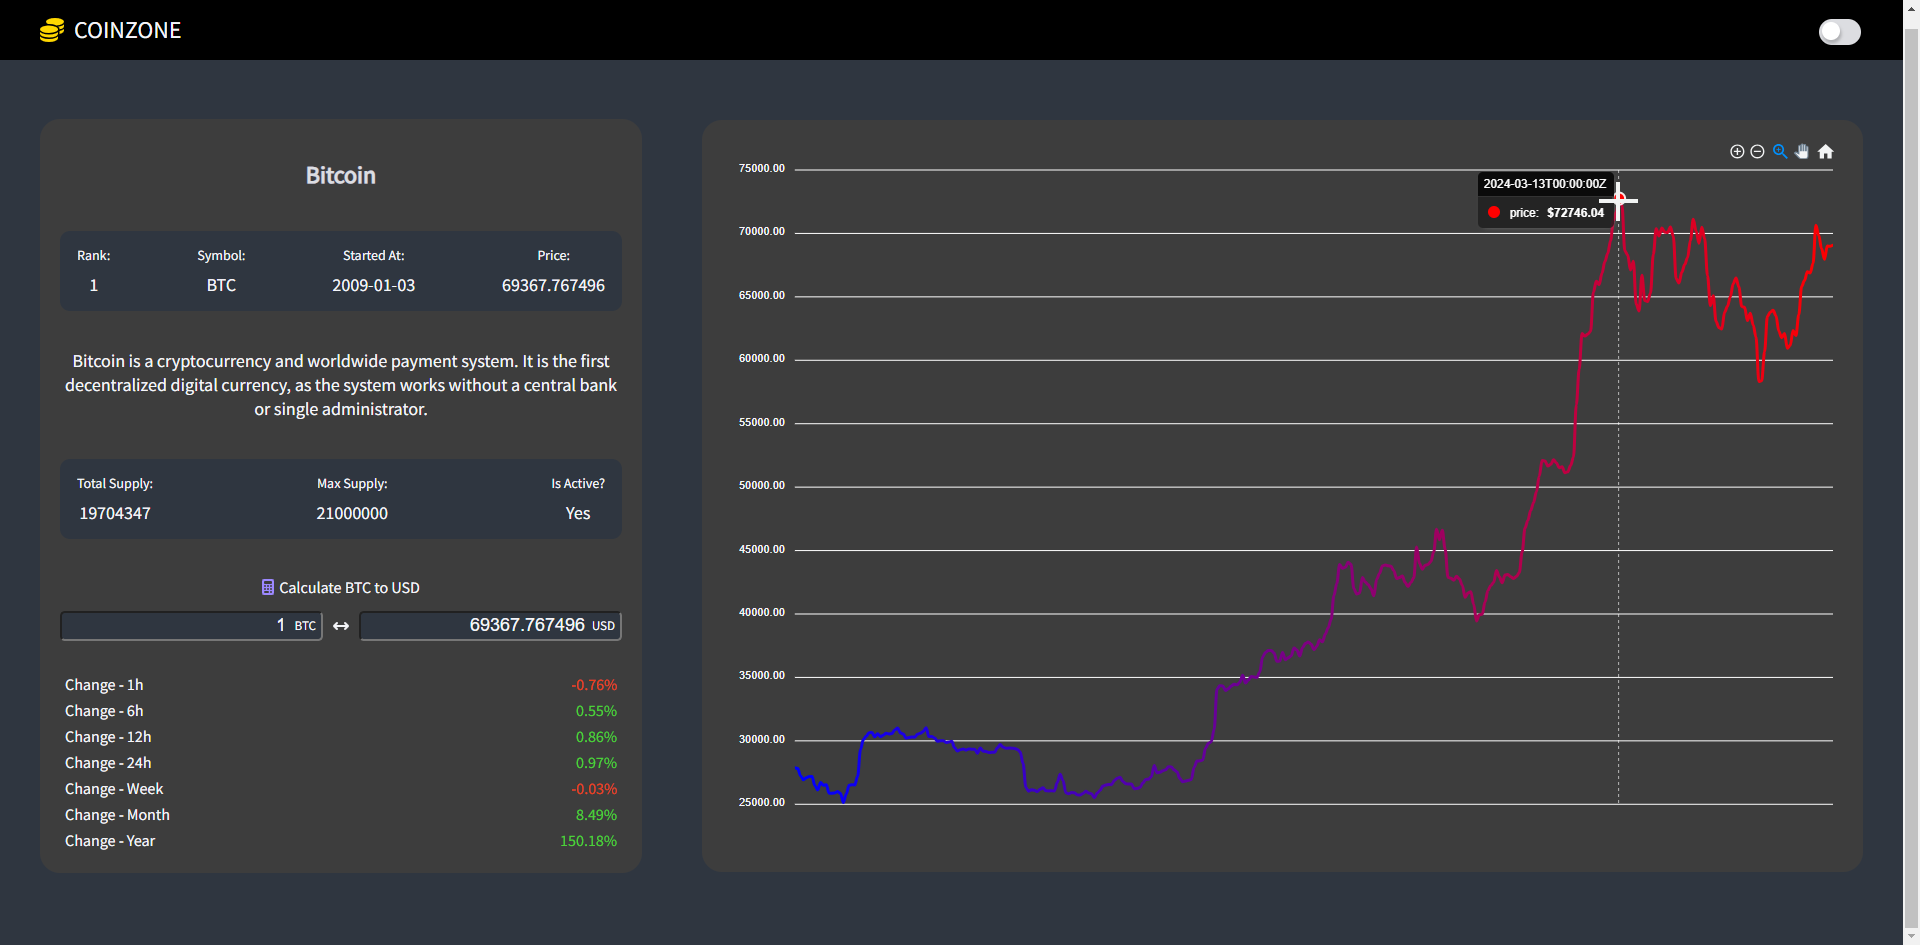 COINZONE
Bitcoin
Rank: Symbol: Started At: Price:
1 BTC 2009-01-03 69367.767496
Bitcoin is a cryptocurrency and worldwide payment system. It is the first
decentralized digital currency, as the system works without a central bank
or single administrator.
Total Supply: Max Supply: Is Active?
19704347 21000000 Yes
Calculate BTC to USD
1 BTC 69367.767496 USD
Change - 1h -0.76%
Change - 6h 0.55%
Change - 12h 0.86%
Change - 24h 0.97%
Change - Week -0.03%
Change - Month 8.49%
Change - Year 150.18%
75000.00
2024-03-13T00:00:00Z
price: $72746.04
70000.00
65000.00
60000.00
55000.00
50000.00
45000.00
40000.00
35000.00
30000.00
25000.00